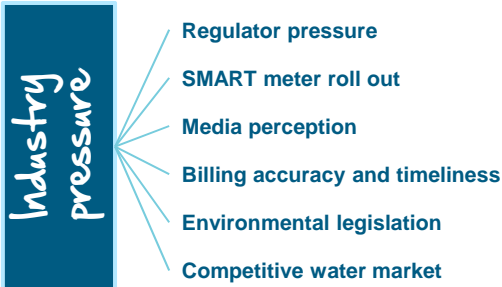 Industry
pressure
Regulator pressure
SMART meter roll out
Media perception
Billing accuracy and timeliness
Environmental legislation
Competitive water market